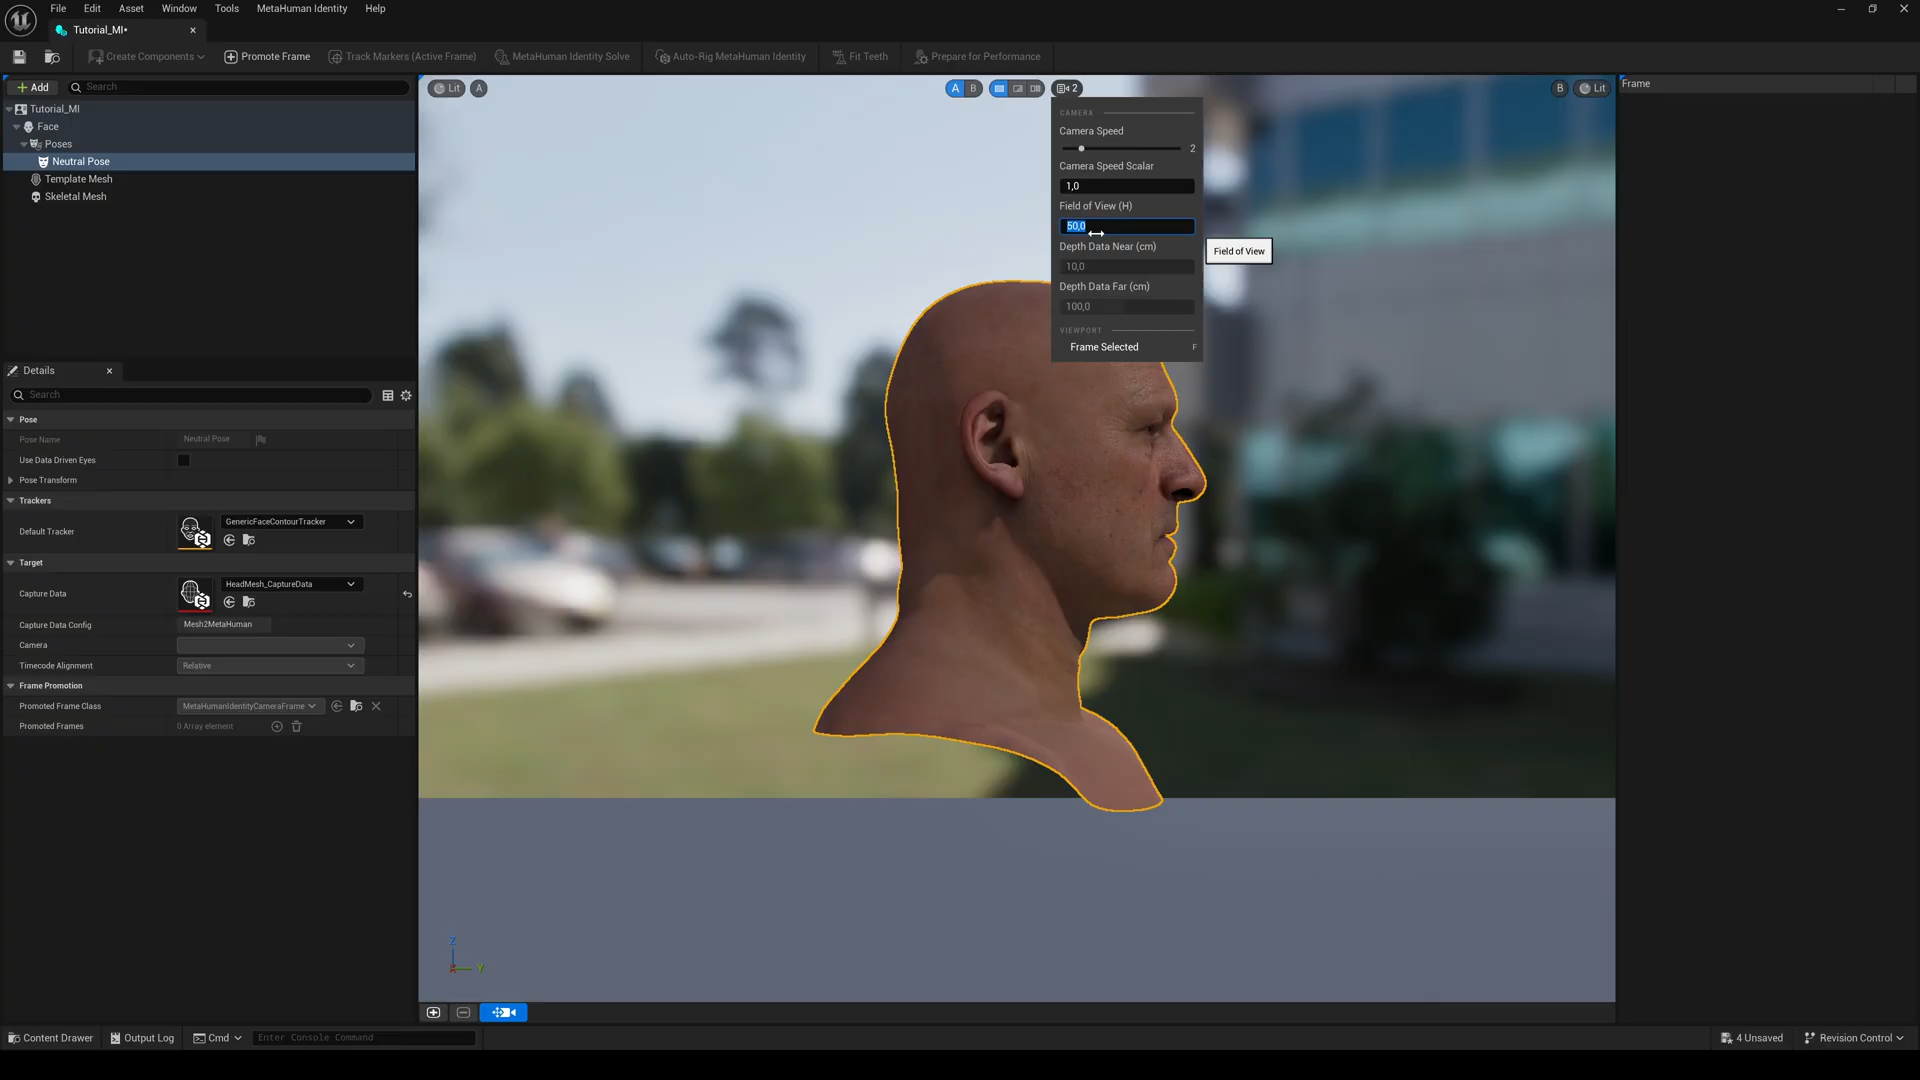 File Edit Asset Window Tools MetaHuman Identity Help
Tutorial_MI•
Create Components Promote Frame Track Markers (Active Frame) MetaHuman Identity Solve Auto-Rig MetaHuman Identity Fit Teeth Prepare for Performance
+ Add Search
Tutorial_MI
Face
Poses
Neutral Pose
Template Mesh
Skeletal Mesh
Details
Search
Pose
Pose Name Neutral Pose
Use Data Driven Eyes
Pose Transform
Trackers
Default Tracker GenericFaceContourTracker
Target
Capture Data HeadMesh_CaptureData
Capture Data Config Mesh2MetaHuman
Camera
Timecode Alignment Relative
Frame Promotion
Promoted Frame Class MetaHumanIdentityCameraFrame
Promoted Frames 0 Array element
Lit A
A B 2
B Lit
CAMERA
Camera Speed
2
Camera Speed Scalar
1,0
Field of View (H)
50,0
Depth Data Near (cm)
10,0
Depth Data Far (cm)
100,0
VIEWPORT
Frame Selected F
Field of View
Z
Y
Frame
Content Drawer Output Log Cmd Enter Console Command
4 Unsaved Revision Control